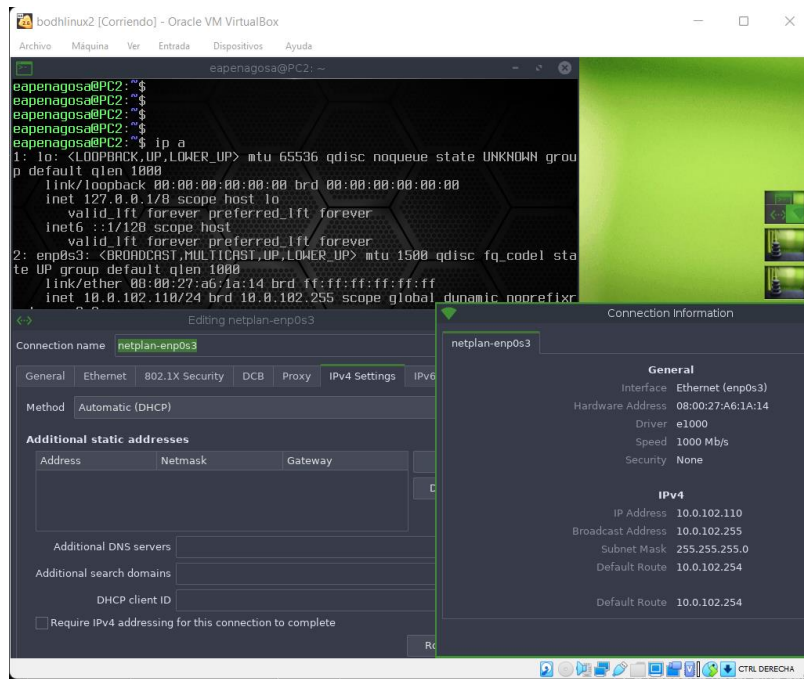 bodhlinux2 [Corriendo] - Oracle VM VirtualBox
Archivo Máquina Ver Entrada Dispositivos Ayuda
eapenagosa@PC2: ~
eapenagosa@PC2:~$
eapenagosa@PC2:~$
eapenagosa@PC2:~$
eapenagosa@PC2:~$
eapenagosa@PC2:~$ ip a
1: lo: <LOOPBACK,UP,LOWER_UP> mtu 65536 qdisc noqueue state UNKNOWN grou
p default qlen 1000
link/loopback 00:00:00:00:00:00 brd 00:00:00:00:00:00
inet 127.0.0.1/8 scope host lo
valid_lft forever preferred_lft forever
inet6 ::1/128 scope host
valid_lft forever preferred_lft forever
2: enp0s3: <BROADCAST,MULTICAST,UP,LOWER_UP> mtu 1500 qdisc fq_codel sta
te UP group default qlen 1000
link/ether 08:00:27:a6:1a:14 brd ff:ff:ff:ff:ff:ff
inet 10.0.102.110/24 brd 10.0.102.255 scope global dynamic noprefixr
Editing netplan-enp0s3
Connection name netplan-enp0s3
General Ethernet 802.1X Security DCB Proxy IPv4 Settings IPv6
Method Automatic (DHCP)
Additional static addresses
Address Netmask Gateway
D
Additional DNS servers
Additional search domains
DHCP client ID
Require IPv4 addressing for this connection to complete
Ro
Connection Information
netplan-enp0s3
General
Interface Ethernet (enp0s3)
Hardware Address 08:00:27:A6:1A:14
Driver e1000
Speed 1000 Mb/s
Security None
IPv4
IP Address 10.0.102.110
Broadcast Address 10.0.102.255
Subnet Mask 255.255.255.0
Default Route 10.0.102.254
Default Route 10.0.102.254
CTRL DERECHA